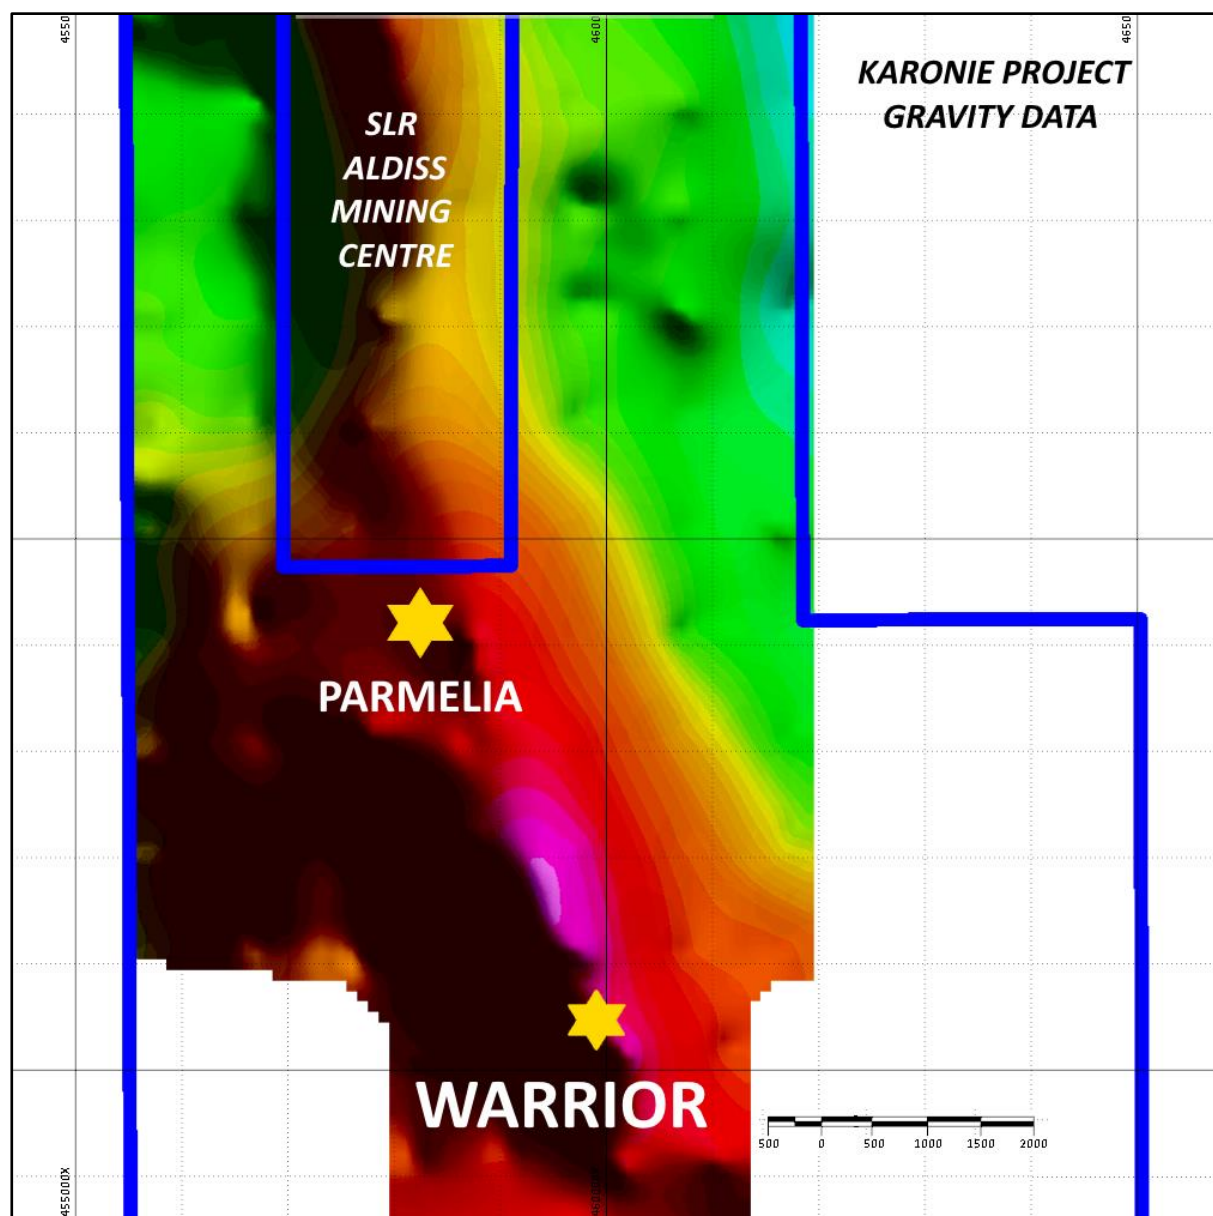 4550
4600
4650
KARONIE PROJECT
GRAVITY DATA
SLR
ALDISS
MINING
CENTRE
PARMELIA
WARRIOR
500 0 500 1000 1500 2000
455000X